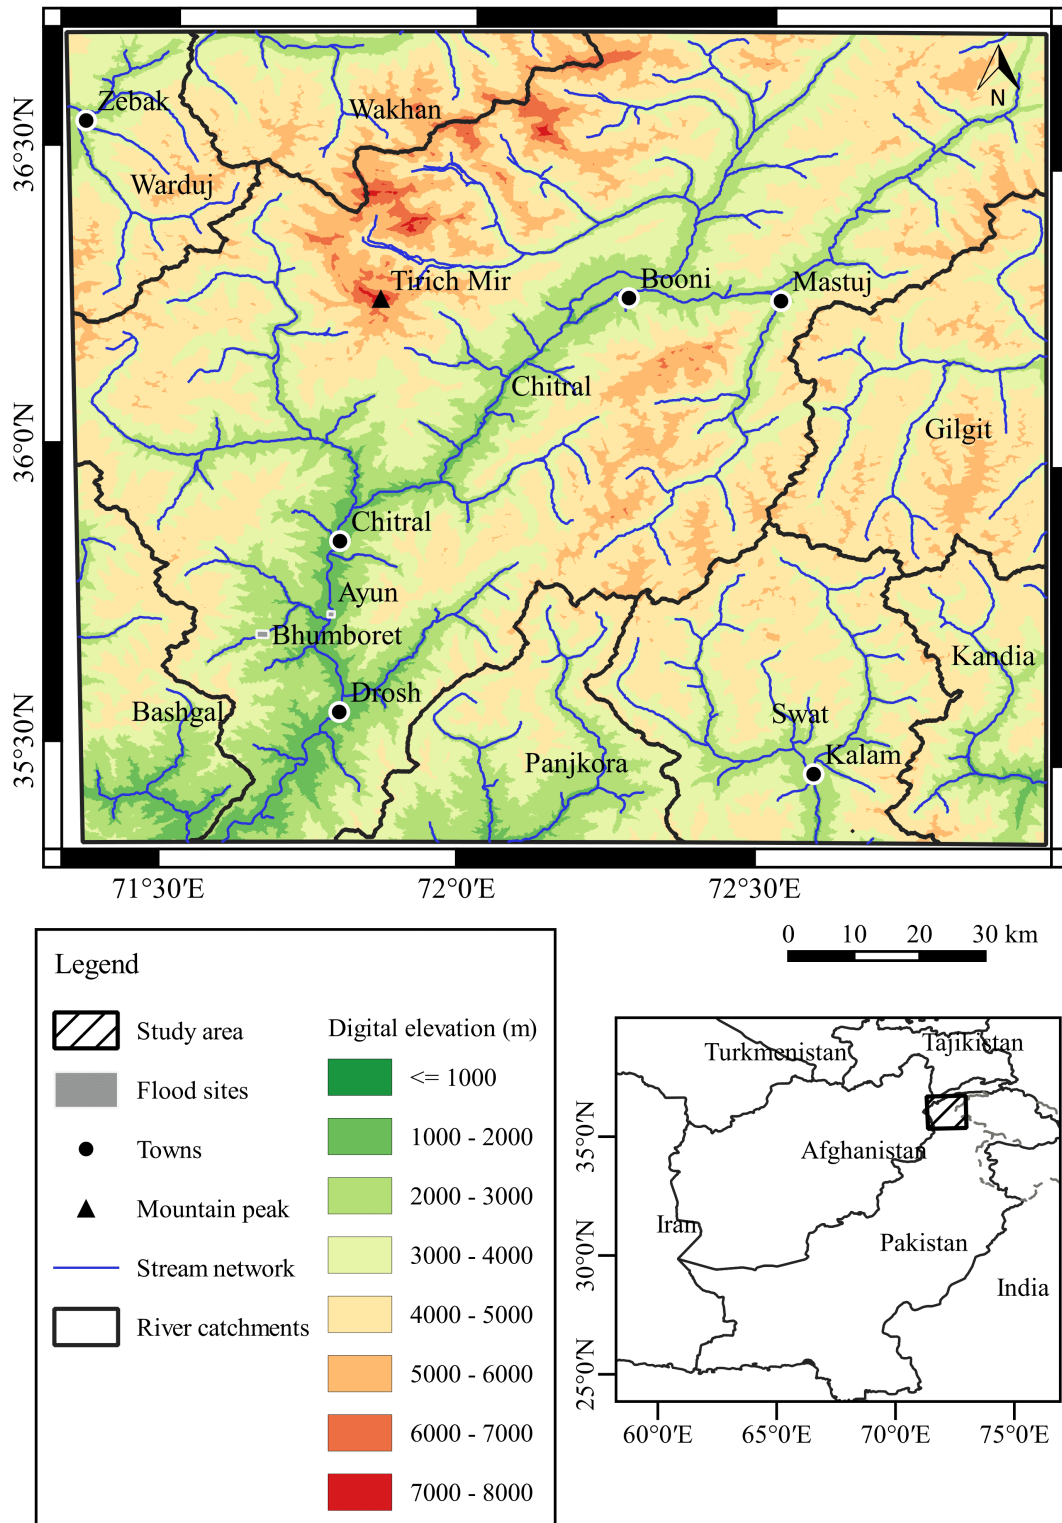 Zebak
Wakhan
N
36°30'N
Warduj
Tirich Mir
Booni
Mastuj
Chitral
Gilgit
36°0'N
Chitral
Ayun
Bhumboret
Kandia
Drosh
Bashgal
Swat
35°30'N
Panjkora
Kalam
71°30'E
72°0'E
72°30'E
0 10 20 30 km
Legend
Study area
Flood sites
Towns
Mountain peak
Stream network
River catchments
Digital elevation (m)
<= 1000
1000 - 2000
2000 - 3000
3000 - 4000
4000 - 5000
5000 - 6000
6000 - 7000
7000 - 8000
Turkmenistan
Tajikistan
35°0'N
Afghanistan
Iran
Pakistan
30°0'N
India
25°0'N
60°0'E
65°0'E
70°0'E
75°0'E